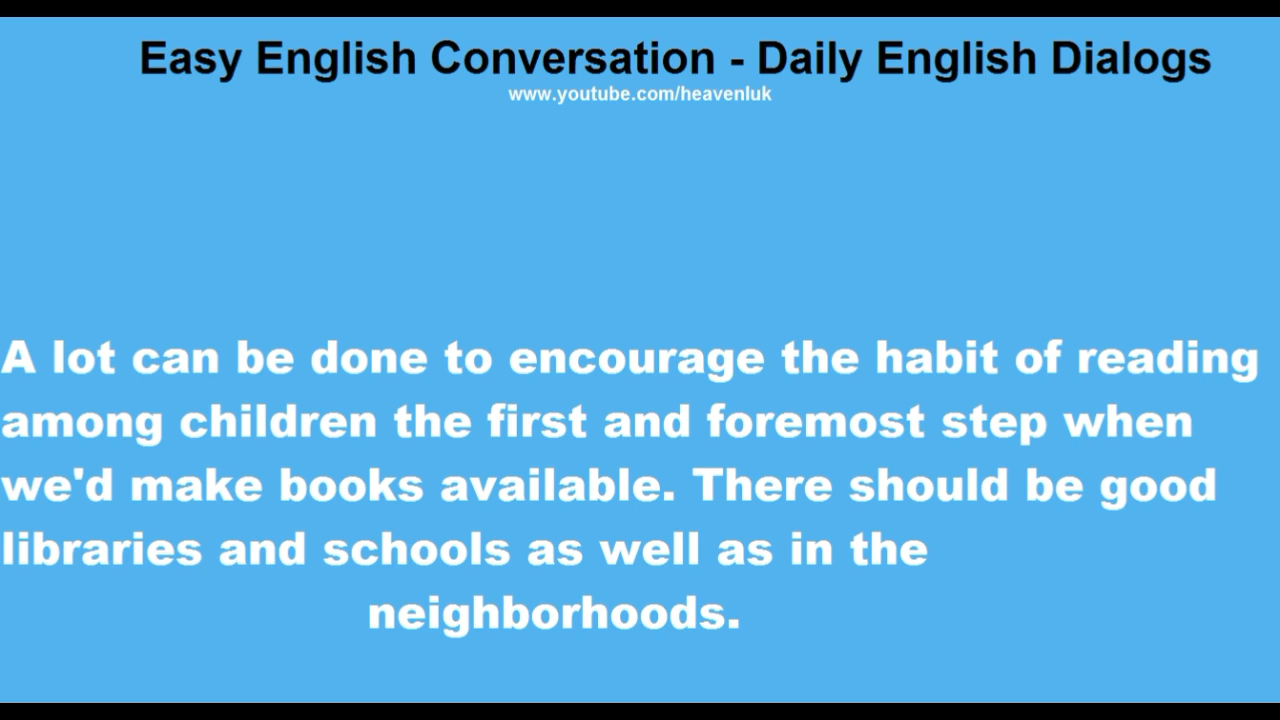 Easy English Conversation - Daily English Dialogs
www.youtube.com/heavenluk
A lot can be done to encourage the habit of reading
among children the first and foremost step when
we'd make books available. There should be good
libraries and schools as well as in the
neighborhoods.